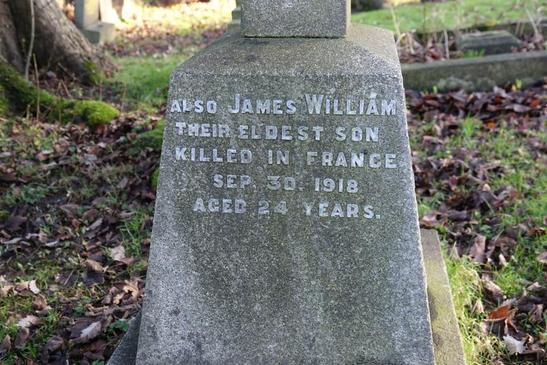 ALSO JAMES WILLIAM
THEIR ELDEST SON
KILLED IN FRANCE
SEP. 30. 1918
AGED 24 YEARS.